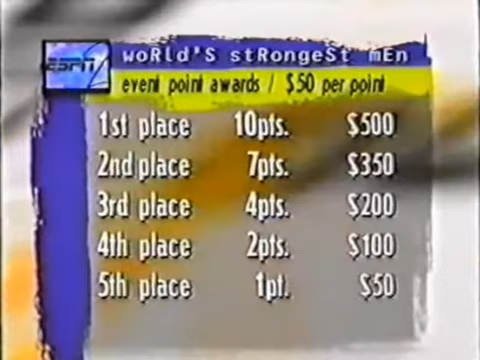 ESPN
woRld'S stRongeSt mEn
event point awards / $50 per point
1st place 10pts. $500
2nd place 7pts. $350
3rd place 4pts. $200
4th place 2pts. $100
5th place 1pt. $50